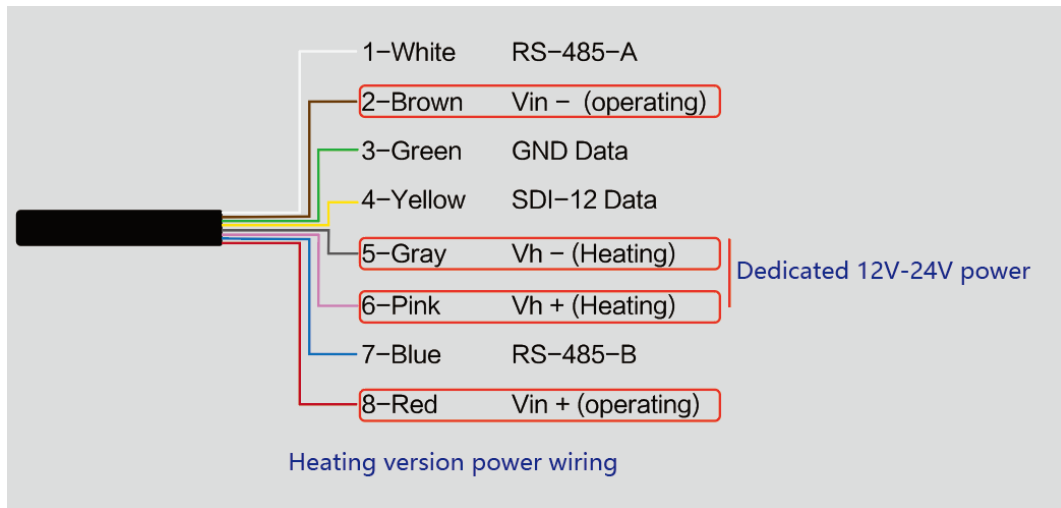 1-White RS-485-A
2-Brown Vin - (operating)
3-Green GND Data
4-Yellow SDI-12 Data
5-Gray Vh - (Heating)
Dedicated 12V-24V power
6-Pink Vh + (Heating)
7-Blue RS-485-B
8-Red Vin + (operating)
Heating version power wiring